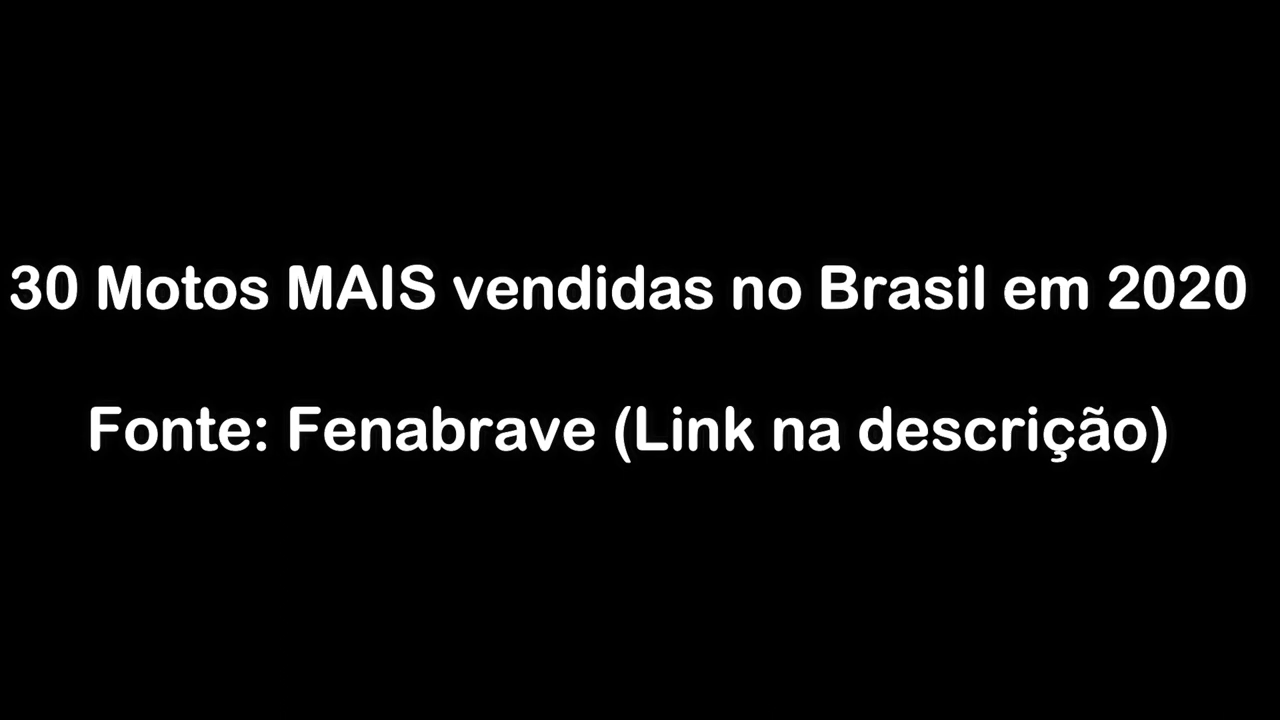 30 Motos MAIS vendidas no Brasil em 2020
Fonte: Fenabrave (Link na descrição)